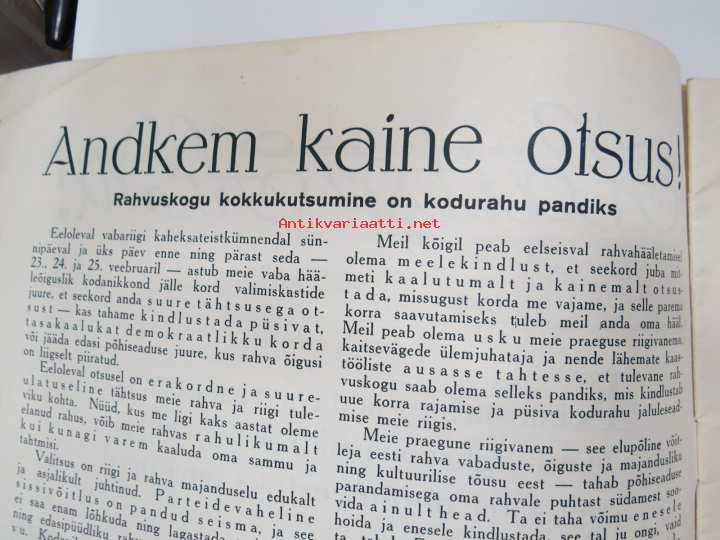 Andkem kaine otsus!
Rahvuskogu kokkukutsumine on kodurahu pandiks
Antikvariaatti.net
Eeloleval vabariigi kaheksateistkümnendal sün-
nipäeval ja üks päev enne ning pärast seda —
23., 24. ja 25. veebruaril — astub meie vaba hää-
leõiguslik kodanikkond jälle kord valimiskastide
juure, et seekord anda suure tähtsusega ot-
sust — kas tahame kindlustada püsivat,
tasakaalukat demokraatlikku korda
või jääda edasi põhiseaduse juure, kus rahva õigusi
on liigselt piiratud.
Eeloleval otsusel on erakordne ja suure-
ulatuseline tähtsus meie rahva ja riigi tule-
viku kohta. Nüüd, kus me ligi kaks aastat oleme
elanud rahus, võib meie rahvas rahulikumalt
kui kunagi varem kaaluda oma sammu ja
tahtmisi.
Valitsus on riigi ja rahva majanduselu edukalt
ja asjalikult juhtinud. Parteidevaheline
sissivõitlus on pandud seisma, ja see
ei saa enam lõhkuda ning lagastada
ning edasipüüdliku
Meil kõigil peab eelseisval rahvahääletamisel
olema meelekindlust, et seekord juba mit-
meti kaalutumalt ja kainemalt otsus-
tada, missugust korda me vajame, ja selle parema
korra saavutamiseks tuleb meil anda oma hääl.
Meil peab olema usku meie praeguse riigivanema,
kaitsevägede ülemjuhataja ja nende lähemate kaas-
tööliste ausasse tahtesse, et tulevane rah-
vuskogu saab olema selleks pandiks, mis kindlustab
uue korra rajamise ja püsiva kodurahu jalulesead-
mise meie riigis.
Meie praegune riigivanem — see elupõline võit-
leja eesti rahva vabaduste, õiguste ja majandusliku
ning kultuurilise tõusu eest — tahab põhiseaduse
parandamisega oma rahvale puhtast südamest soo-
vida ainult head. Ta ei taha võimu enesele
hoida ja enesele kindlustada, see tal ju ongi, vaid